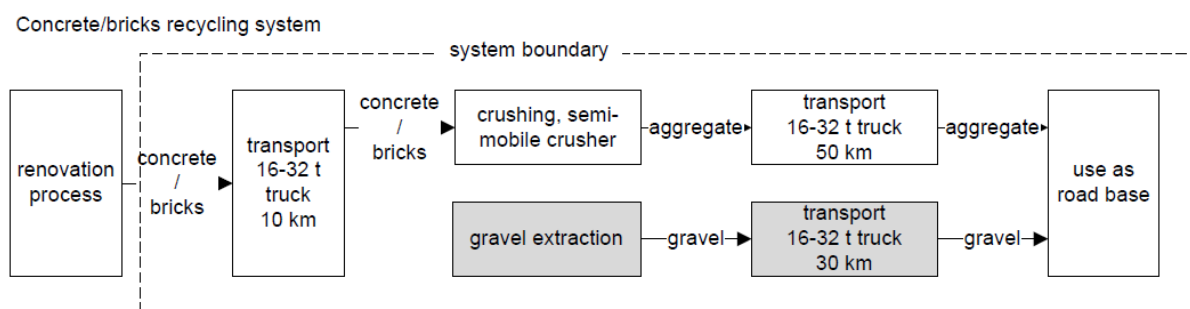 Concrete/bricks recycling system
system boundary
renovation
process
concrete
/
bricks
transport
16-32 t
truck
10 km
concrete
/
bricks
crushing, semi-
mobile crusher
aggregate
transport
16-32 t truck
50 km
aggregate
use as
road base
gravel extraction
gravel
transport
16-32 t truck
30 km
gravel